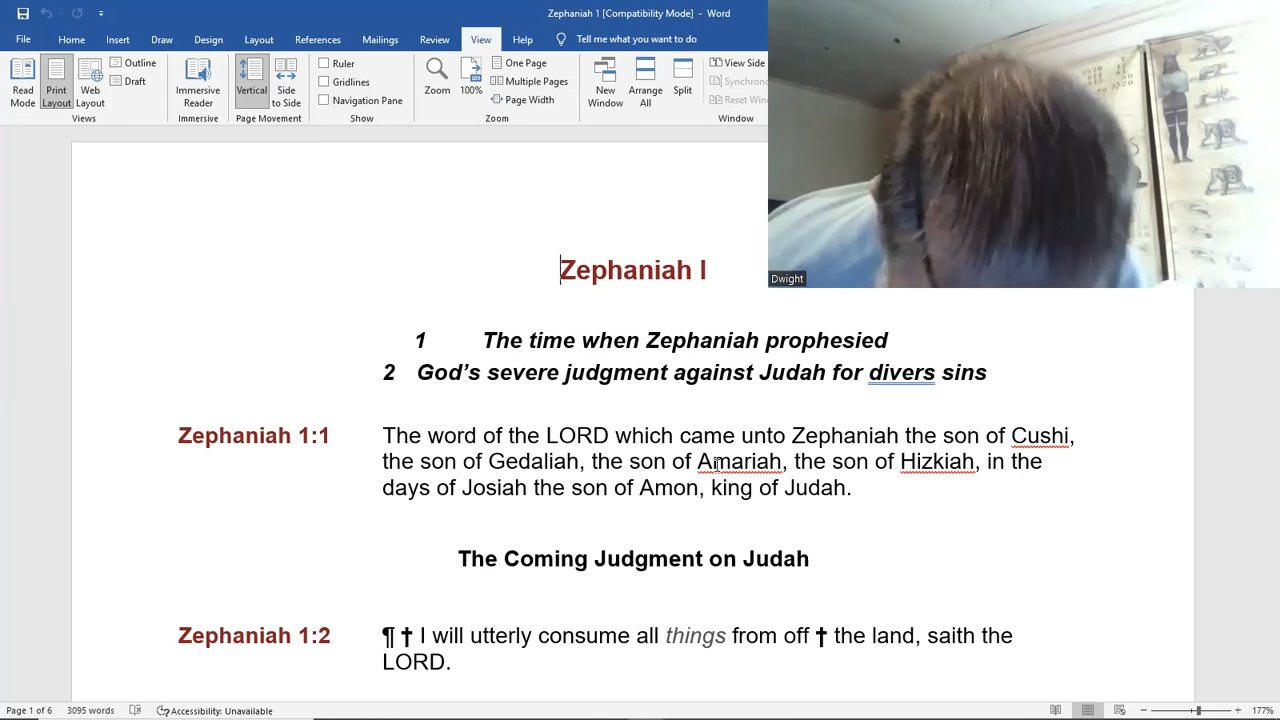 Zephaniah 1 [Compatibility Mode] - Word
File Home Insert Draw Design Layout References Mailings Review View Help Tell me what you want to do
Read Mode
Print Layout
Web Layout
Outline
Draft
Views
Immersive Reader
Immersive
Vertical
Side to Side
Page Movement
Ruler
Gridlines
Navigation Pane
Show
Zoom
100%
One Page
Multiple Pages
Page Width
Zoom
New Window
Arrange All
Split
View Side
Synchron
Reset Win
Window
Dwight
Zephaniah I
1 The time when Zephaniah prophesied
2 God's severe judgment against Judah for divers sins
Zephaniah 1:1 The word of the LORD which came unto Zephaniah the son of Cushi,
the son of Gedaliah, the son of Amariah, the son of Hizkiah, in the
days of Josiah the son of Amon, king of Judah.
The Coming Judgment on Judah
Zephaniah 1:2 ¶ † I will utterly consume all things from off † the land, saith the
LORD.
Page 1 of 6 3095 words Accessibility: Unavailable 177%